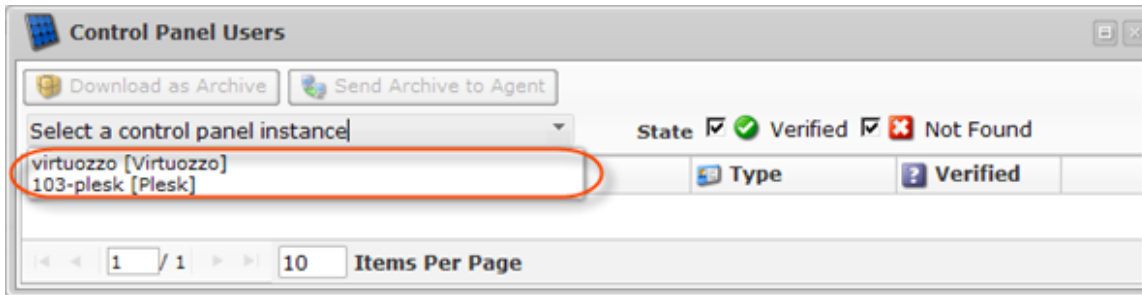 Control Panel Users
Download as Archive Send Archive to Agent
Select a control panel instance State Verified Not Found
virtuozzo [Virtuozzo]
103-plesk [Plesk]
Type ? Verified
1 / 1 10 Items Per Page